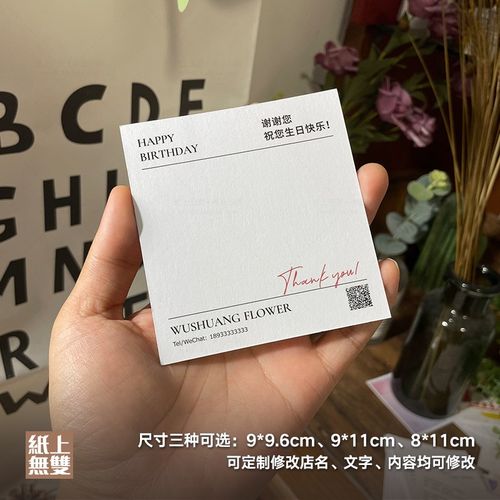 B C D E
G H
M N
R
HAPPY
BIRTHDAY
谢谢您
祝您生日快乐！
Thank you!
WUSHUANG FLOWER
Tel/WeChat: 18933333333
紙上
無雙
尺寸三种可选：9*9.6cm、9*11cm、8*11cm
可定制修改店名、文字、内容均可修改